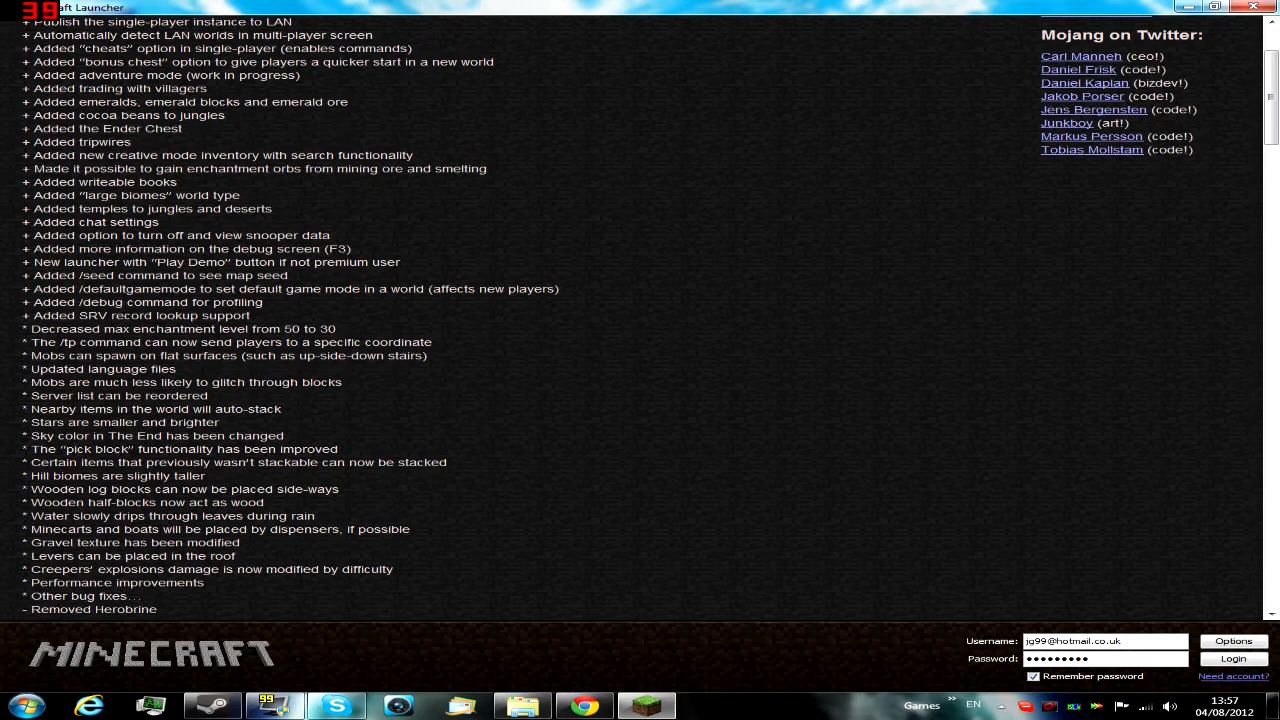 39
aft Launcher
+ Publish the single-player instance to LAN
+ Automatically detect LAN worlds in multi-player screen
+ Added "cheats" option in single-player (enables commands)
+ Added "bonus chest" option to give players a quicker start in a new world
+ Added adventure mode (work in progress)
+ Added trading with villagers
+ Added emeralds, emerald blocks and emerald ore
+ Added cocoa beans to jungles
+ Added the Ender Chest
+ Added tripwires
+ Added new creative mode inventory with search functionality
+ Made it possible to gain enchantment orbs from mining ore and smelting
+ Added writeable books
+ Added "large biomes" world type
+ Added temples to jungles and deserts
+ Added chat settings
+ Added option to turn off and view snooper data
+ Added more information on the debug screen (F3)
+ New launcher with "Play Demo" button if not premium user
+ Added /seed command to see map seed
+ Added /defaultgamemode to set default game mode in a world (affects new players)
+ Added /debug command for profiling
+ Added SRV record lookup support
* Decreased max enchantment level from 50 to 30
* The /tp command can now send players to a specific coordinate
* Mobs can spawn on flat surfaces (such as up-side-down stairs)
* Updated language files
* Mobs are much less likely to glitch through blocks
* Server list can be reordered
* Nearby items in the world will auto-stack
* Stars are smaller and brighter
* Sky color in The End has been changed
* The "pick block" functionality has been improved
* Certain items that previously wasn't stackable can now be stacked
* Hill biomes are slightly taller
* Wooden log blocks can now be placed side-ways
* Wooden half-blocks now act as wood
* Water slowly drips through leaves during rain
* Minecarts and boats will be placed by dispensers, if possible
* Gravel texture has been modified
* Levers can be placed in the roof
* Creepers' explosions damage is now modified by difficulty
* Performance improvements
* Other bug fixes…
- Removed Herobrine
Mojang on Twitter:
Carl Manneh (ceo!)
Daniel Frisk (code!)
Daniel Kaplan (bizdev!)
Jakob Porser (code!)
Jens Bergensten (code!)
Junkboy (art!)
Markus Persson (code!)
Tobias Mollstam (code!)
MINECRAFT
Username: jg99@hotmail.co.uk Options
Password: ●●●●●●●●● Login
Remember password Need account?
99
Games » EN
13:57
04/08/2012